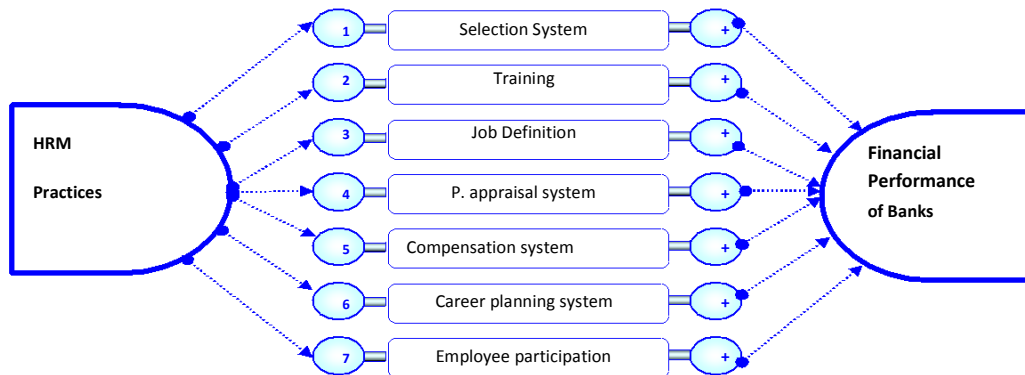 HRM
Practices
1 Selection System +
2 Training +
3 Job Definition +
4 P. appraisal system +
5 Compensation system +
6 Career planning system +
7 Employee participation +
Financial
Performance
of Banks